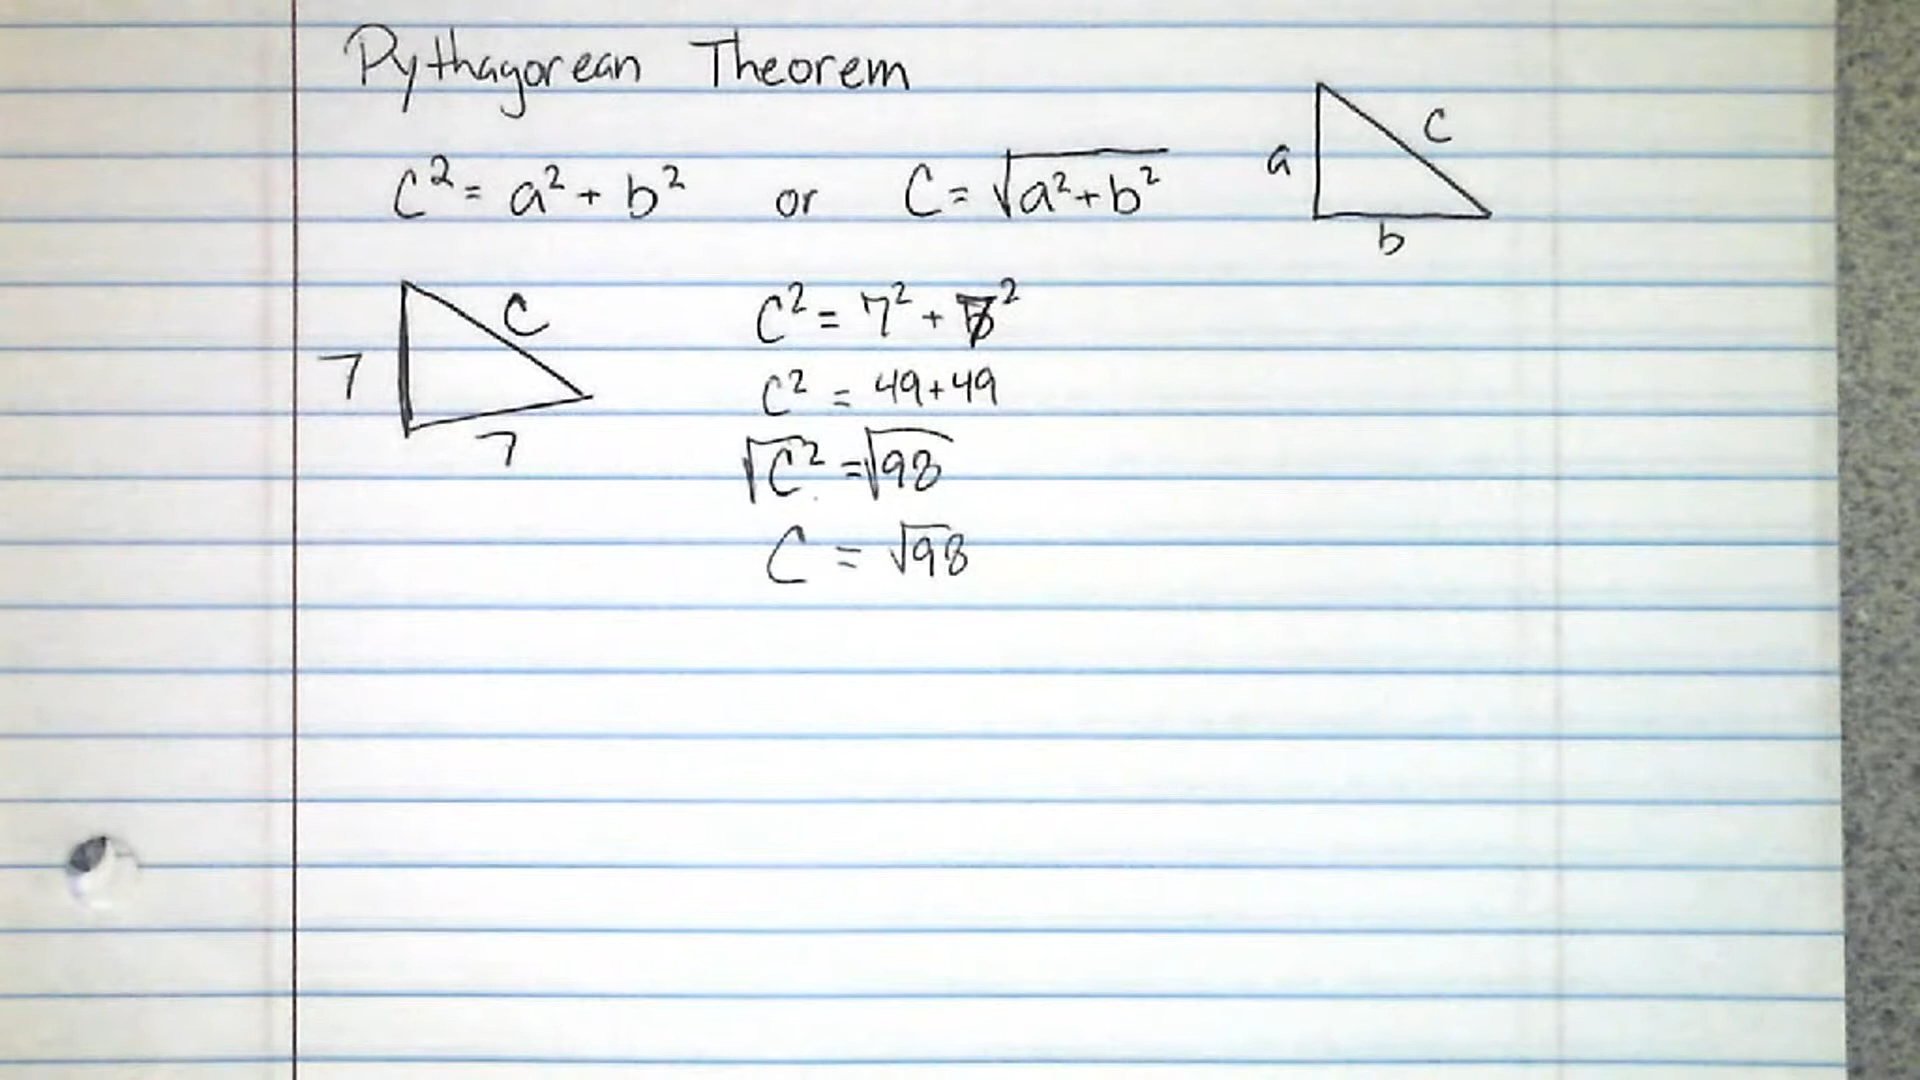 Pythagorean Theorem
C² = a² + b² or C = √a²+b²
a
c
b
7
C
7
C² = 7² + 7²
C² = 49+49
√C² = √98
C = √98